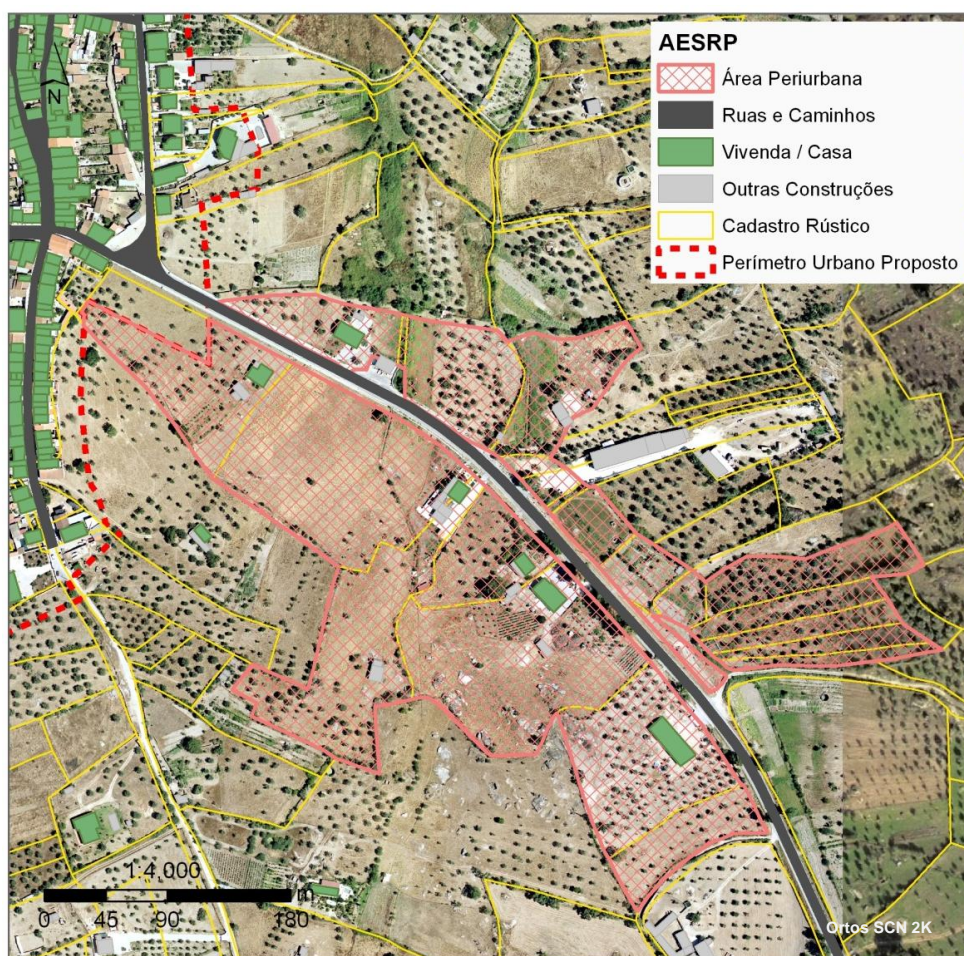 AESRP
Área Periurbana
Ruas e Caminhos
Vivenda / Casa
Outras Construções
Cadastro Rústico
Perímetro Urbano Proposto
N
1:4,000
m
0 45 90 180
Ortos SCN 2K